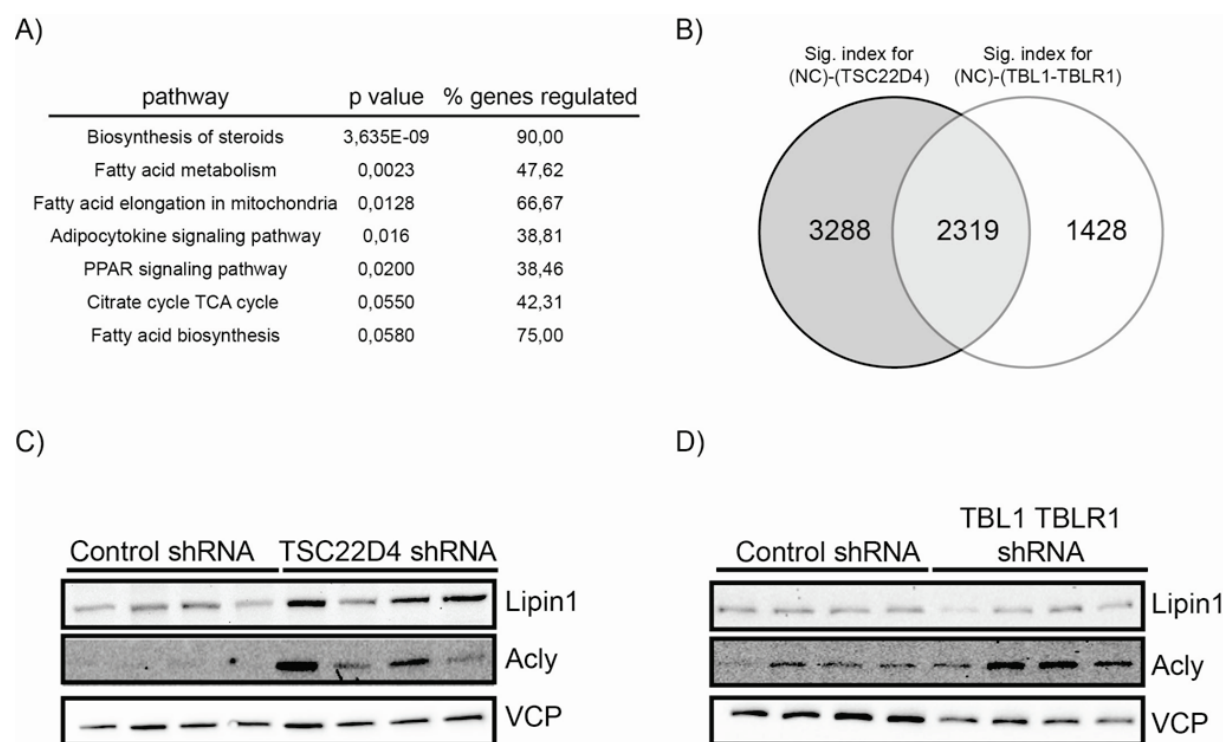 A)
pathway p value % genes regulated
Biosynthesis of steroids 3,635E-09 90,00
Fatty acid metabolism 0,0023 47,62
Fatty acid elongation in mitochondria 0,0128 66,67
Adipocytokine signaling pathway 0,016 38,81
PPAR signaling pathway 0,0200 38,46
Citrate cycle TCA cycle 0,0550 42,31
Fatty acid biosynthesis 0,0580 75,00
B)
Sig. index for
(NC)-(TSC22D4)
Sig. index for
(NC)-(TBL1-TBLR1)
3288 2319 1428
C)
Control shRNA TSC22D4 shRNA
Lipin1
Acly
VCP
D)
Control shRNA
TBL1 TBLR1
shRNA
Lipin1
Acly
VCP